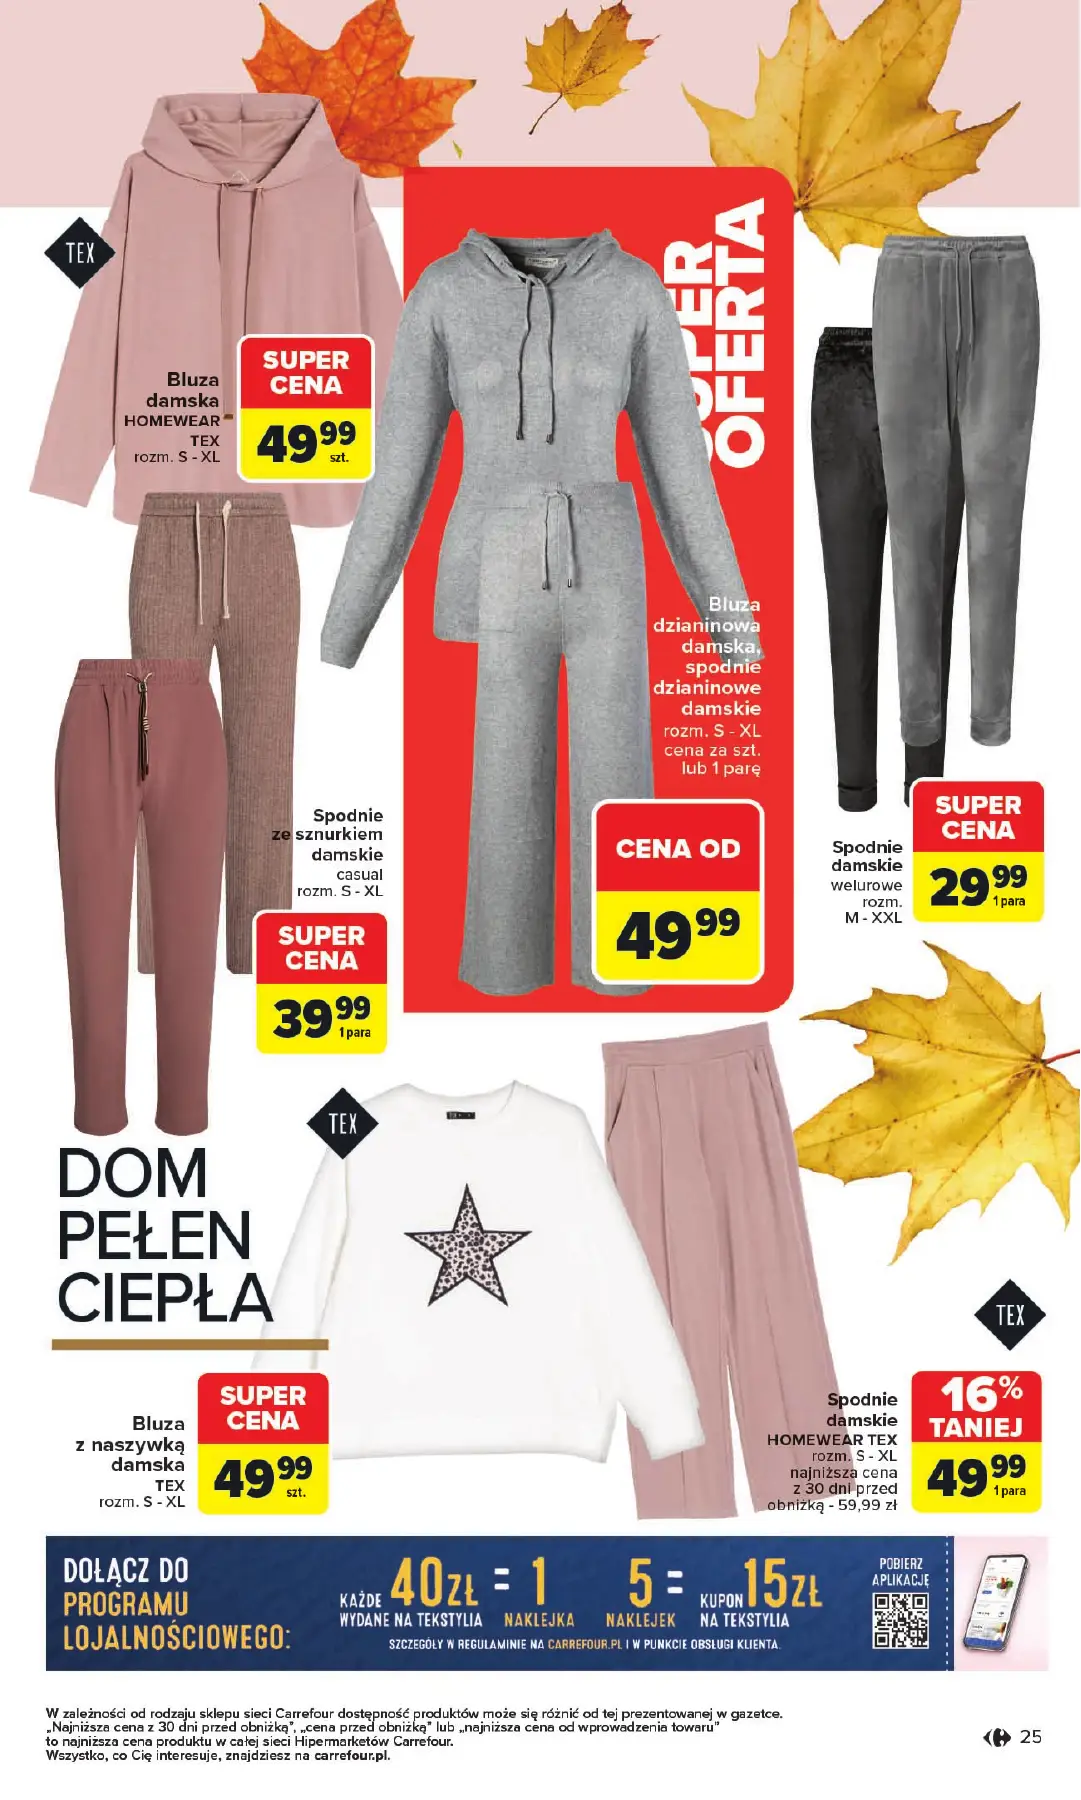 TEX
Bluza
damska
HOMEWEAR
TEX
rozm. S - XL
SUPER
CENA
49 99
szt.
SUPER
OFERTA
Bluza
dzianinowa
damska,
spodnie
dzianinowe
damskie
rozm. S - XL
cena za szt.
lub 1 parę
CENA OD
49 99
Spodnie
ze sznurkiem
damskie
casual
rozm. S - XL
SUPER
CENA
39 99
1 para
Spodnie
damskie
welurowe
rozm.
M - XXL
SUPER
CENA
29 99
1 para
DOM
PEŁEN
CIEPŁA
TEX
Bluza
z naszywką
damska
TEX
rozm. S - XL
SUPER
CENA
49 99
szt.
TEX
Spodnie
damskie
HOMEWEAR TEX
rozm. S - XL
najniższa cena
z 30 dni przed
obniżką - 59,99 zł
16%
TANIEJ
49 99
1 para
DOŁĄCZ DO
PROGRAMU
LOJALNOŚCIOWEGO:
KAŻDE 40ZŁ = 1
WYDANE NA TEKSTYLIA NAKLEJKA
5 = KUPON 15ZŁ
NAKLEJEK NA TEKSTYLIA
SZCZEGÓŁY W REGULAMINIE NA CARREFOUR.PL I W PUNKCIE OBSŁUGI KLIENTA.
POBIERZ
APLIKACJĘ
W zależności od rodzaju sklepu sieci Carrefour dostępność produktów może się różnić od tej prezentowanej w gazetce.
„Najniższa cena z 30 dni przed obniżką”, „cena przed obniżką” lub „najniższa cena od wprowadzenia towaru”
to najniższa cena produktu w całej sieci Hipermarketów Carrefour.
Wszystko, co Cię interesuje, znajdziesz na carrefour.pl.
25